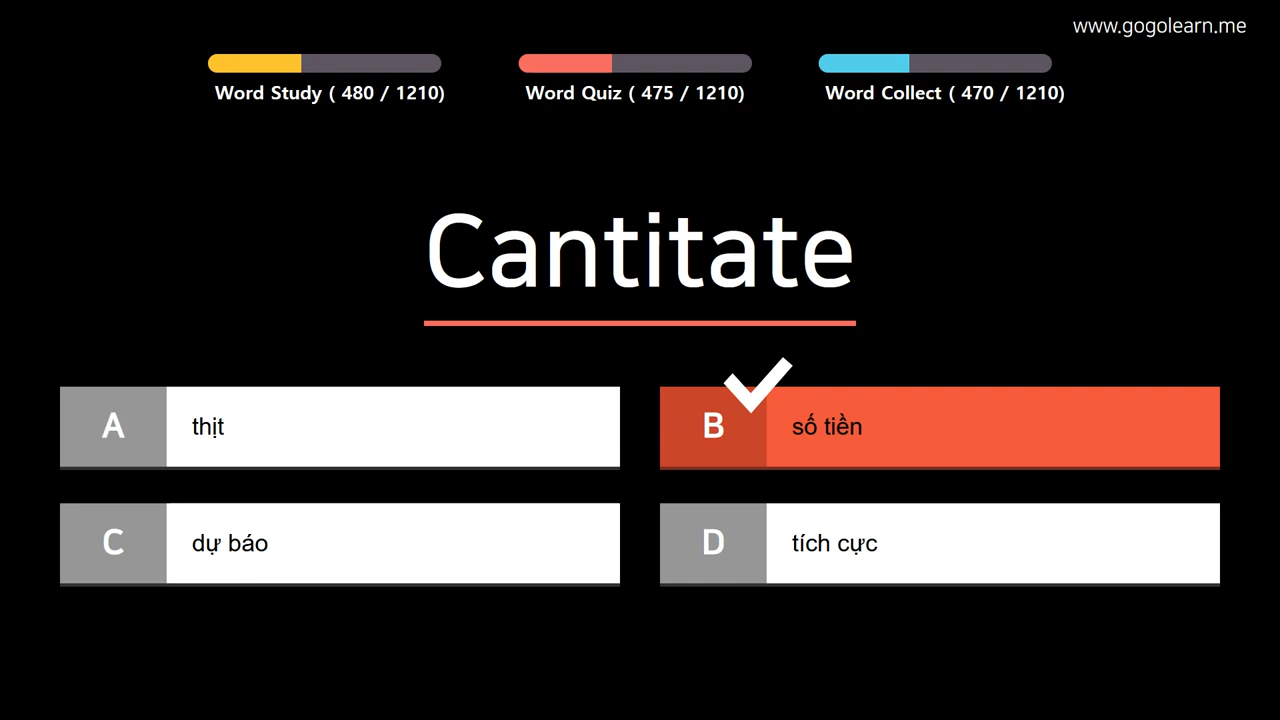 www.gogolearn.me
Word Study ( 480 / 1210)
Word Quiz ( 475 / 1210)
Word Collect ( 470 / 1210)
Cantitate
A thịt
B số tiền
C dự báo
D tích cực